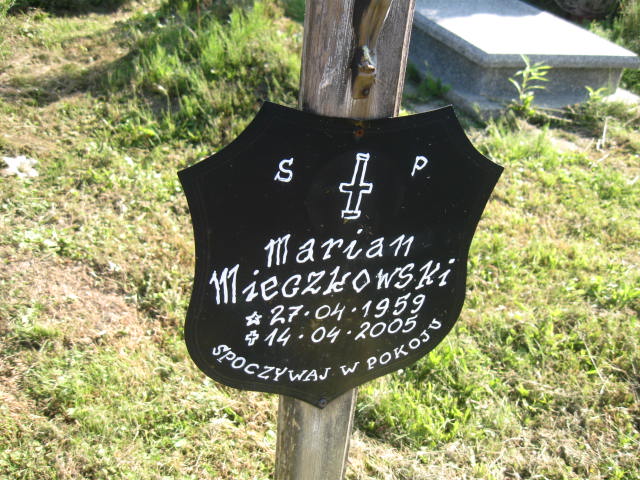 S P
Marian
Mieczkowski
27·04·1959
14·04·2005
SPOCZYWAJ W POKOJU